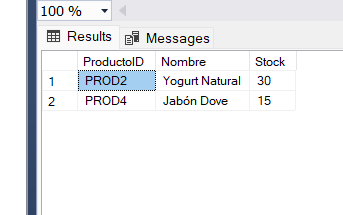 100 %
Results Messages
ProductoID Nombre Stock
1 PROD2 Yogurt Natural 30
2 PROD4 Jabón Dove 15